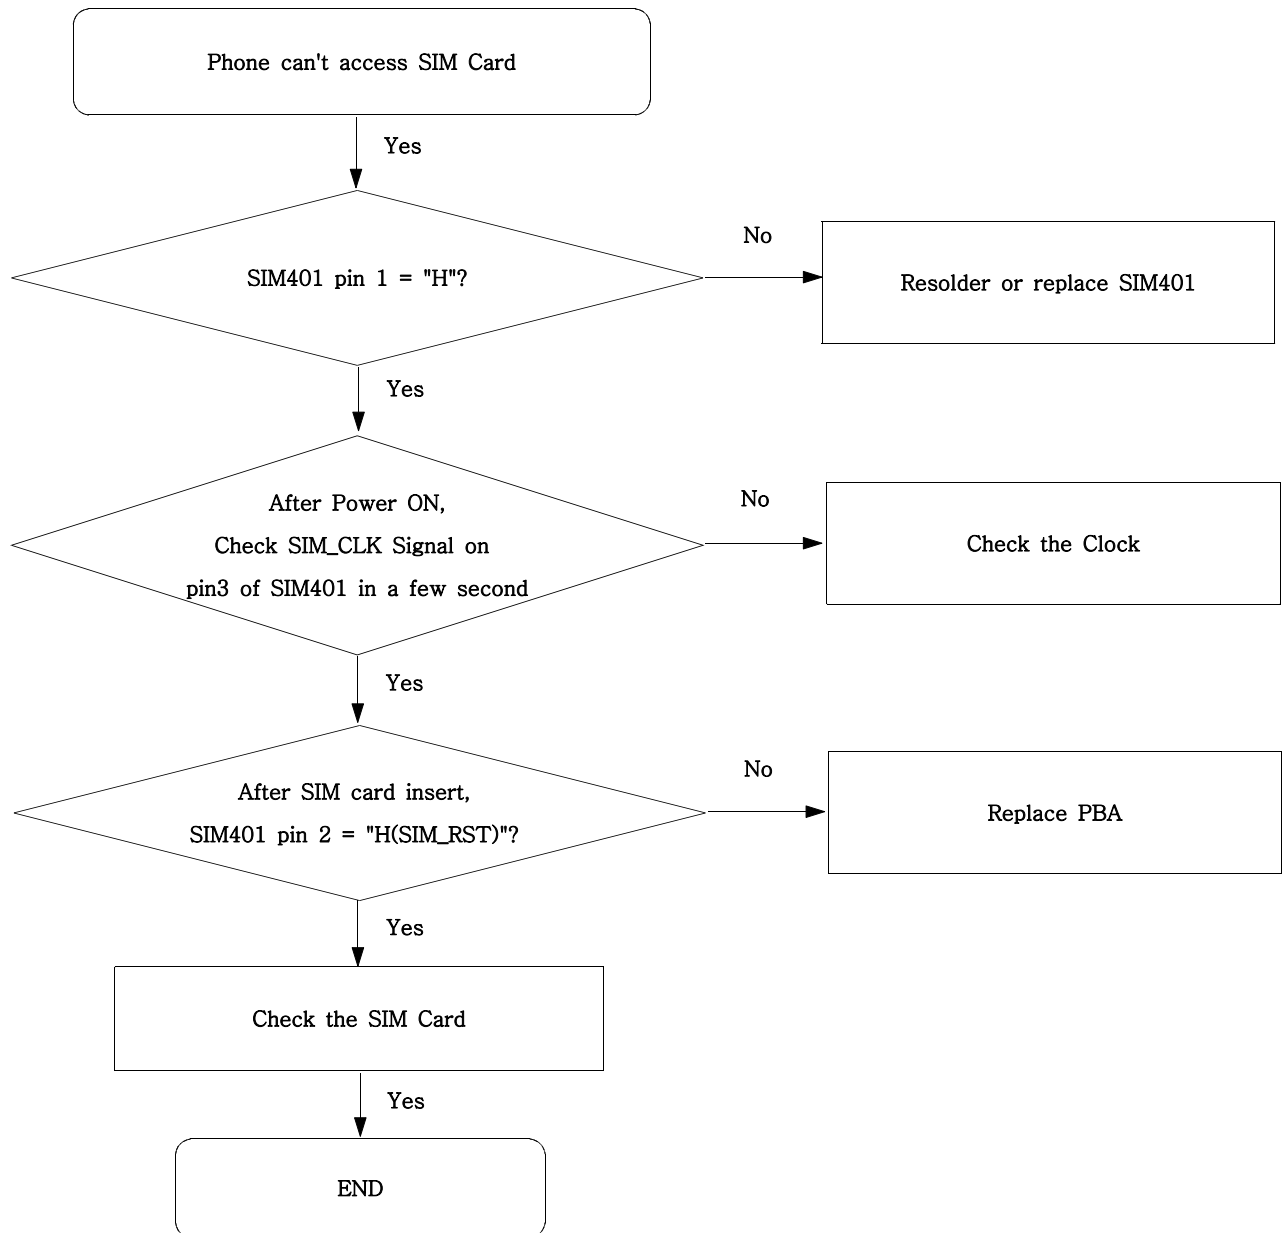 Phone can't access SIM Card
Yes
SIM401 pin 1 = "H"?
No
Resolder or replace SIM401
Yes
After Power ON,
Check SIM_CLK Signal on
pin3 of SIM401 in a few second
No
Check the Clock
Yes
After SIM card insert,
SIM401 pin 2 = "H(SIM_RST)"?
No
Replace PBA
Yes
Check the SIM Card
Yes
END